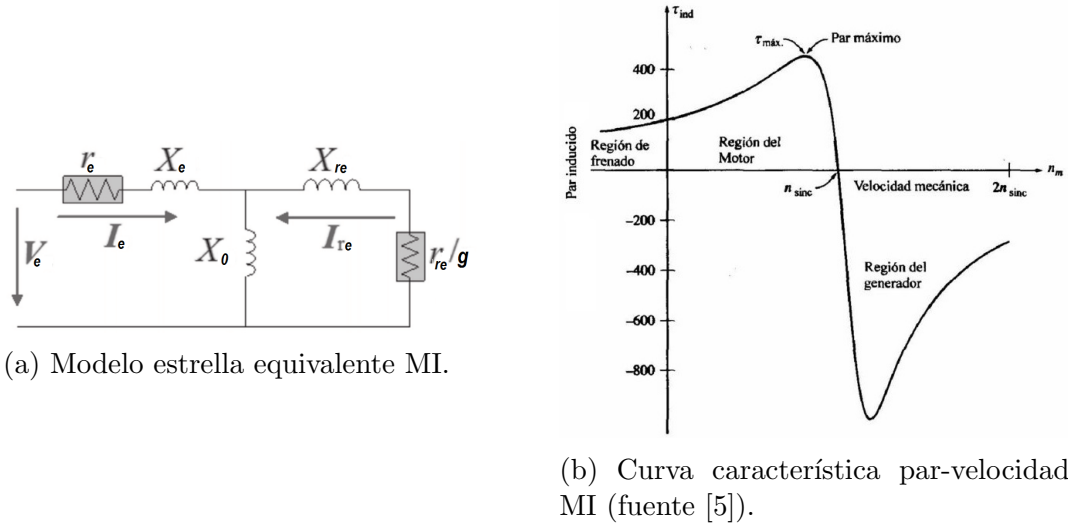 r_e
X_e
X_re
V_e
I_e
X_0
I_re
r_re/g
(a) Modelo estrella equivalente MI.
τ_ind
τ_máx.
Par máximo
400
200
Par inducido
Región de
frenado
Región del
Motor
n_sinc
Velocidad mecánica
2n_sinc
n_m
−200
−400
−600
−800
Región del
generador
(b) Curva característica par-velocidad
MI (fuente [5]).